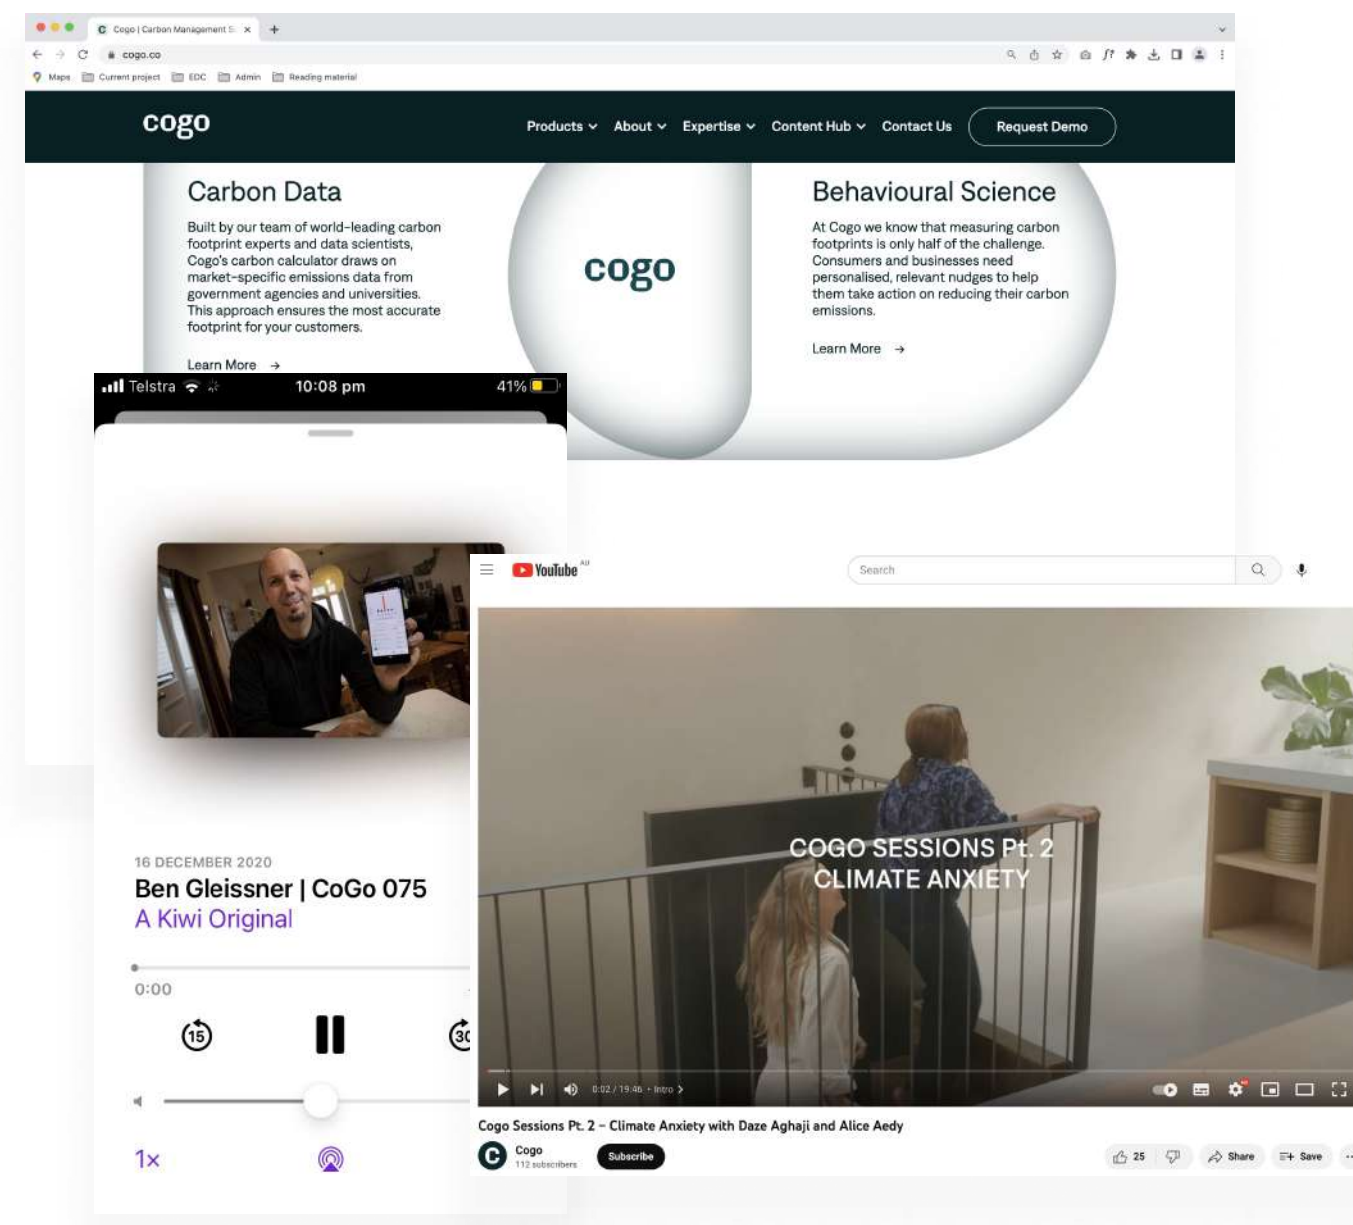 Cogo | Carbon Management S
cogo.co
Maps
Current project
EDC
Admin
Reading material
cogo
Products
About
Expertise
Content Hub
Contact Us
Request Demo
Carbon Data
Built by our team of world-leading carbon
footprint experts and data scientists,
Cogo's carbon calculator draws on
market-specific emissions data from
government agencies and universities.
This approach ensures the most accurate
footprint for your customers.
Learn More →
cogo
Behavioural Science
At Cogo we know that measuring carbon
footprints is only half of the challenge.
Consumers and businesses need
personalised, relevant nudges to help
them take action on reducing their carbon
emissions.
Learn More →
Telstra
10:08 pm
41%
16 DECEMBER 2020
Ben Gleissner | CoGo 075
A Kiwi Original
0:00
15
30
1×
YouTube AU
Search
COGO SESSIONS Pt. 2
CLIMATE ANXIETY
0:02 / 19:46 • Intro
Cogo Sessions Pt. 2 – Climate Anxiety with Daze Aghaji and Alice Aedy
C
Cogo
112 subscribers
Subscribe
25
Share
Save